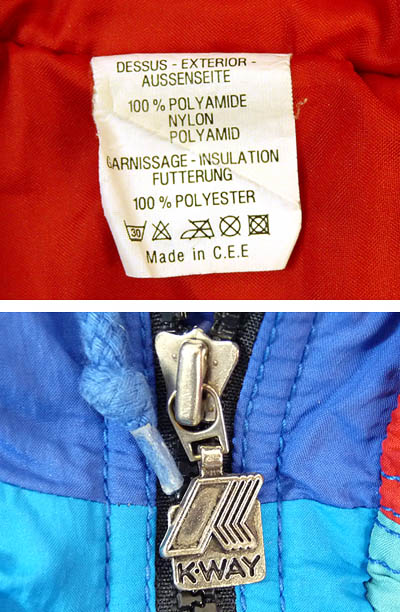 DESSUS - EXTERIOR -
AUSSENSEITE
100 % POLYAMIDE
NYLON
POLYAMID
GARNISSAGE - INSULATION
FUTTERUNG
100 % POLYESTER
30
Made in C.E.E
K·WAY